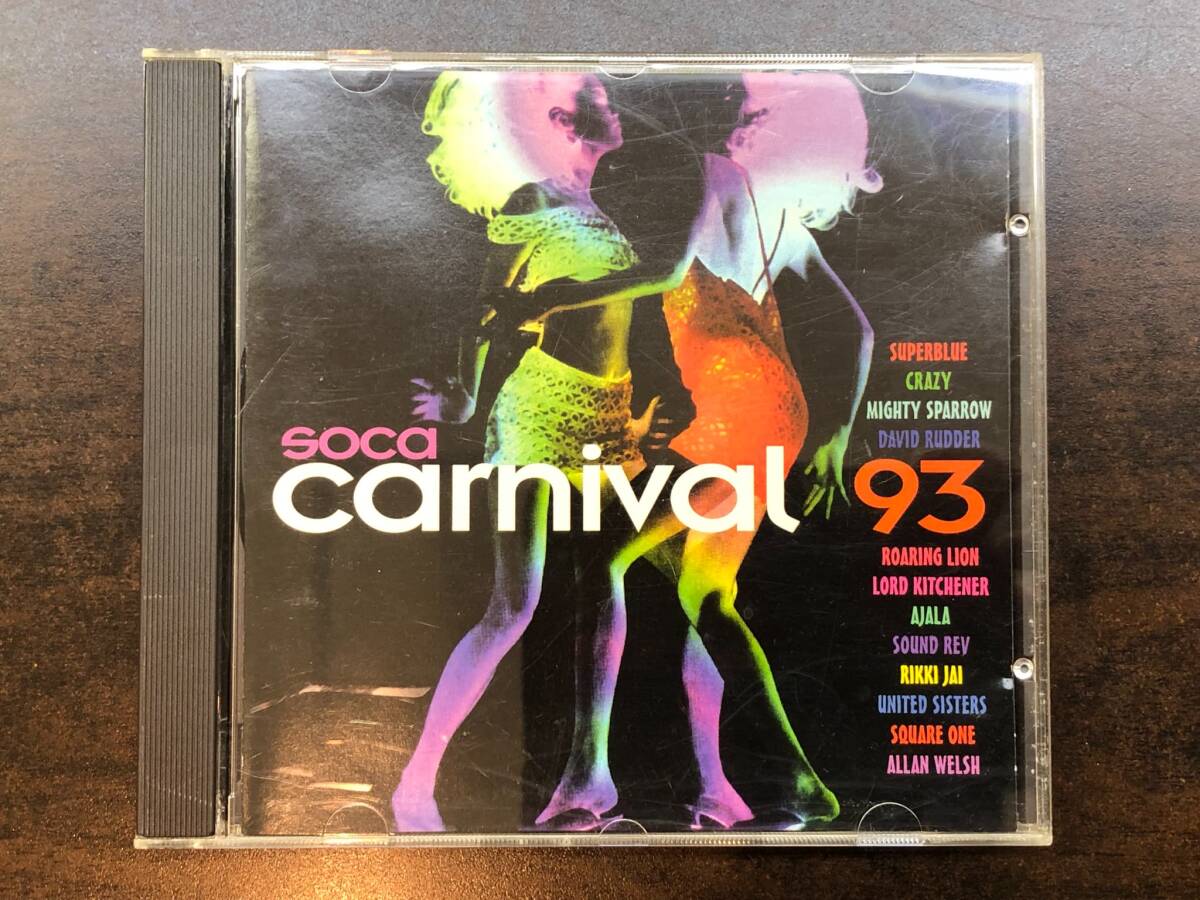 soca
carnival 93
SUPERBLUE
CRAZY
MIGHTY SPARROW
DAVID RUDDER
ROARING LION
LORD KITCHENER
AJALA
SOUND REV
RIKKI JAI
UNITED SISTERS
SQUARE ONE
ALLAN WELSH